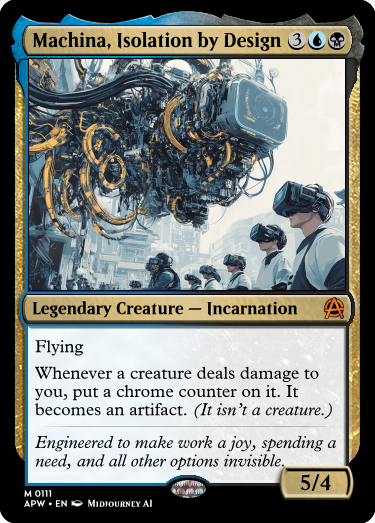 Machina, Isolation by Design 3
Legendary Creature — Incarnation
Flying
Whenever a creature deals damage to
you, put a chrome counter on it. It
becomes an artifact. (It isn't a creature.)
Engineered to make work a joy, spending a
need, and all other options invisible.
5/4
M 0111
APW • EN Midjourney AI